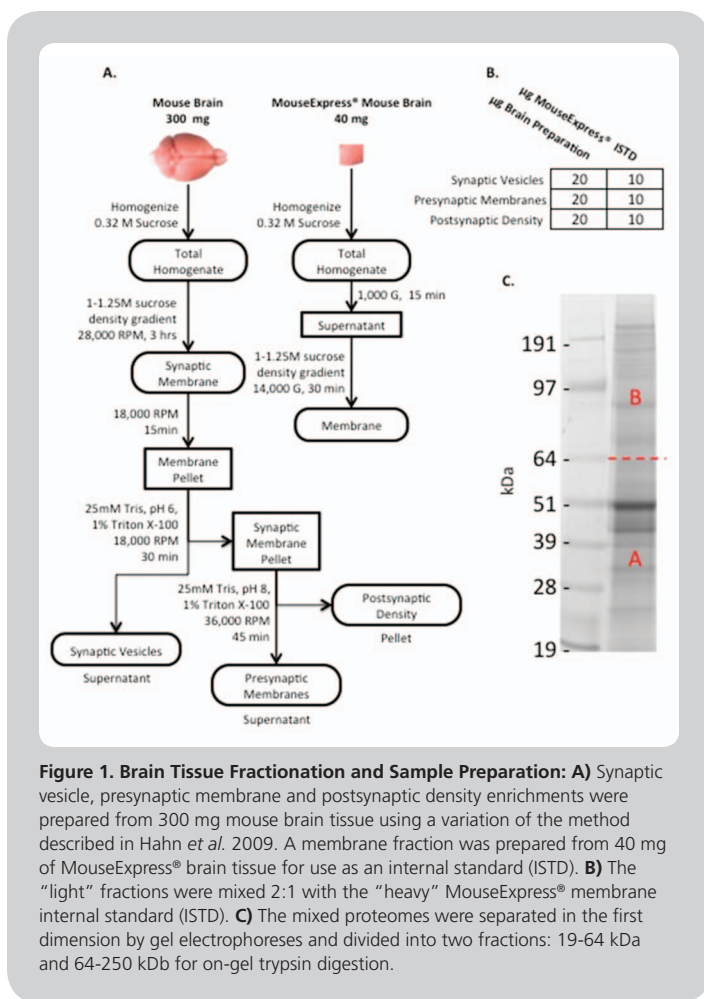 A.
Mouse Brain
300 mg
MouseExpress® Mouse Brain
40 mg
Homogenize
0.32 M Sucrose
Total
Homogenate
1-1.25M sucrose
density gradient
28,000 RPM, 3 hrs
Synaptic
Membrane
18,000 RPM
15min
Membrane
Pellet
25mM Tris, pH 6,
1% Triton X-100
18,000 RPM
30 min
Synaptic
Membrane
Pellet
25mM Tris, pH 8,
1% Triton X-100
36,000 RPM
45 min
Postsynaptic
Density
Pellet
Synaptic Vesicles
Supernatant
Presynaptic
Membranes
Supernatant
Homogenize
0.32 M Sucrose
Total
Homogenate
1,000 G, 15 min
Supernatant
1-1.25M sucrose
density gradient
14,000 G, 30 min
Membrane
B.
µg MouseExpress® ISTD
µg Brain Preparation
Synaptic Vesicles 20 10
Presynaptic Membranes 20 10
Postsynaptic Density 20 10
C.
191 -
97 -
64 -
51 -
39 -
28 -
19 -
kDa
B
A
Figure 1. Brain Tissue Fractionation and Sample Preparation: A) Synaptic
vesicle, presynaptic membrane and postsynaptic density enrichments were
prepared from 300 mg mouse brain tissue using a variation of the method
described in Hahn et al. 2009. A membrane fraction was prepared from 40 mg
of MouseExpress® brain tissue for use as an internal standard (ISTD). B) The
"light" fractions were mixed 2:1 with the "heavy" MouseExpress® membrane
internal standard (ISTD). C) The mixed proteomes were separated in the first
dimension by gel electrophoreses and divided into two fractions: 19-64 kDa
and 64-250 kDb for on-gel trypsin digestion.